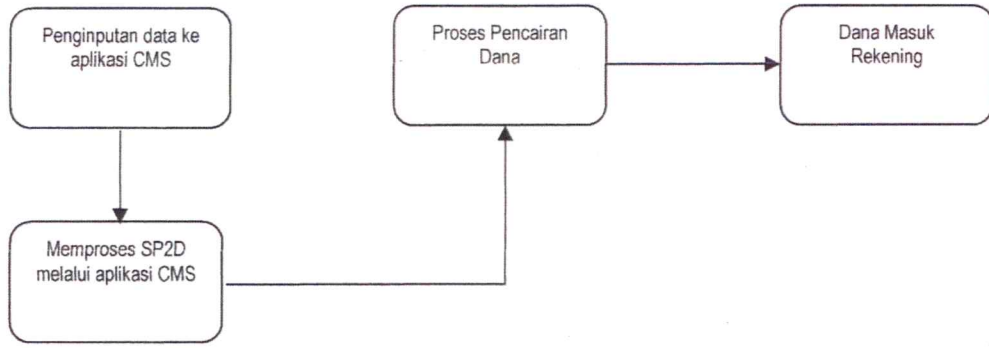 Penginputan data ke
aplikasi CMS
Memproses SP2D
melalui aplikasi CMS
Proses Pencairan
Dana
Dana Masuk
Rekening